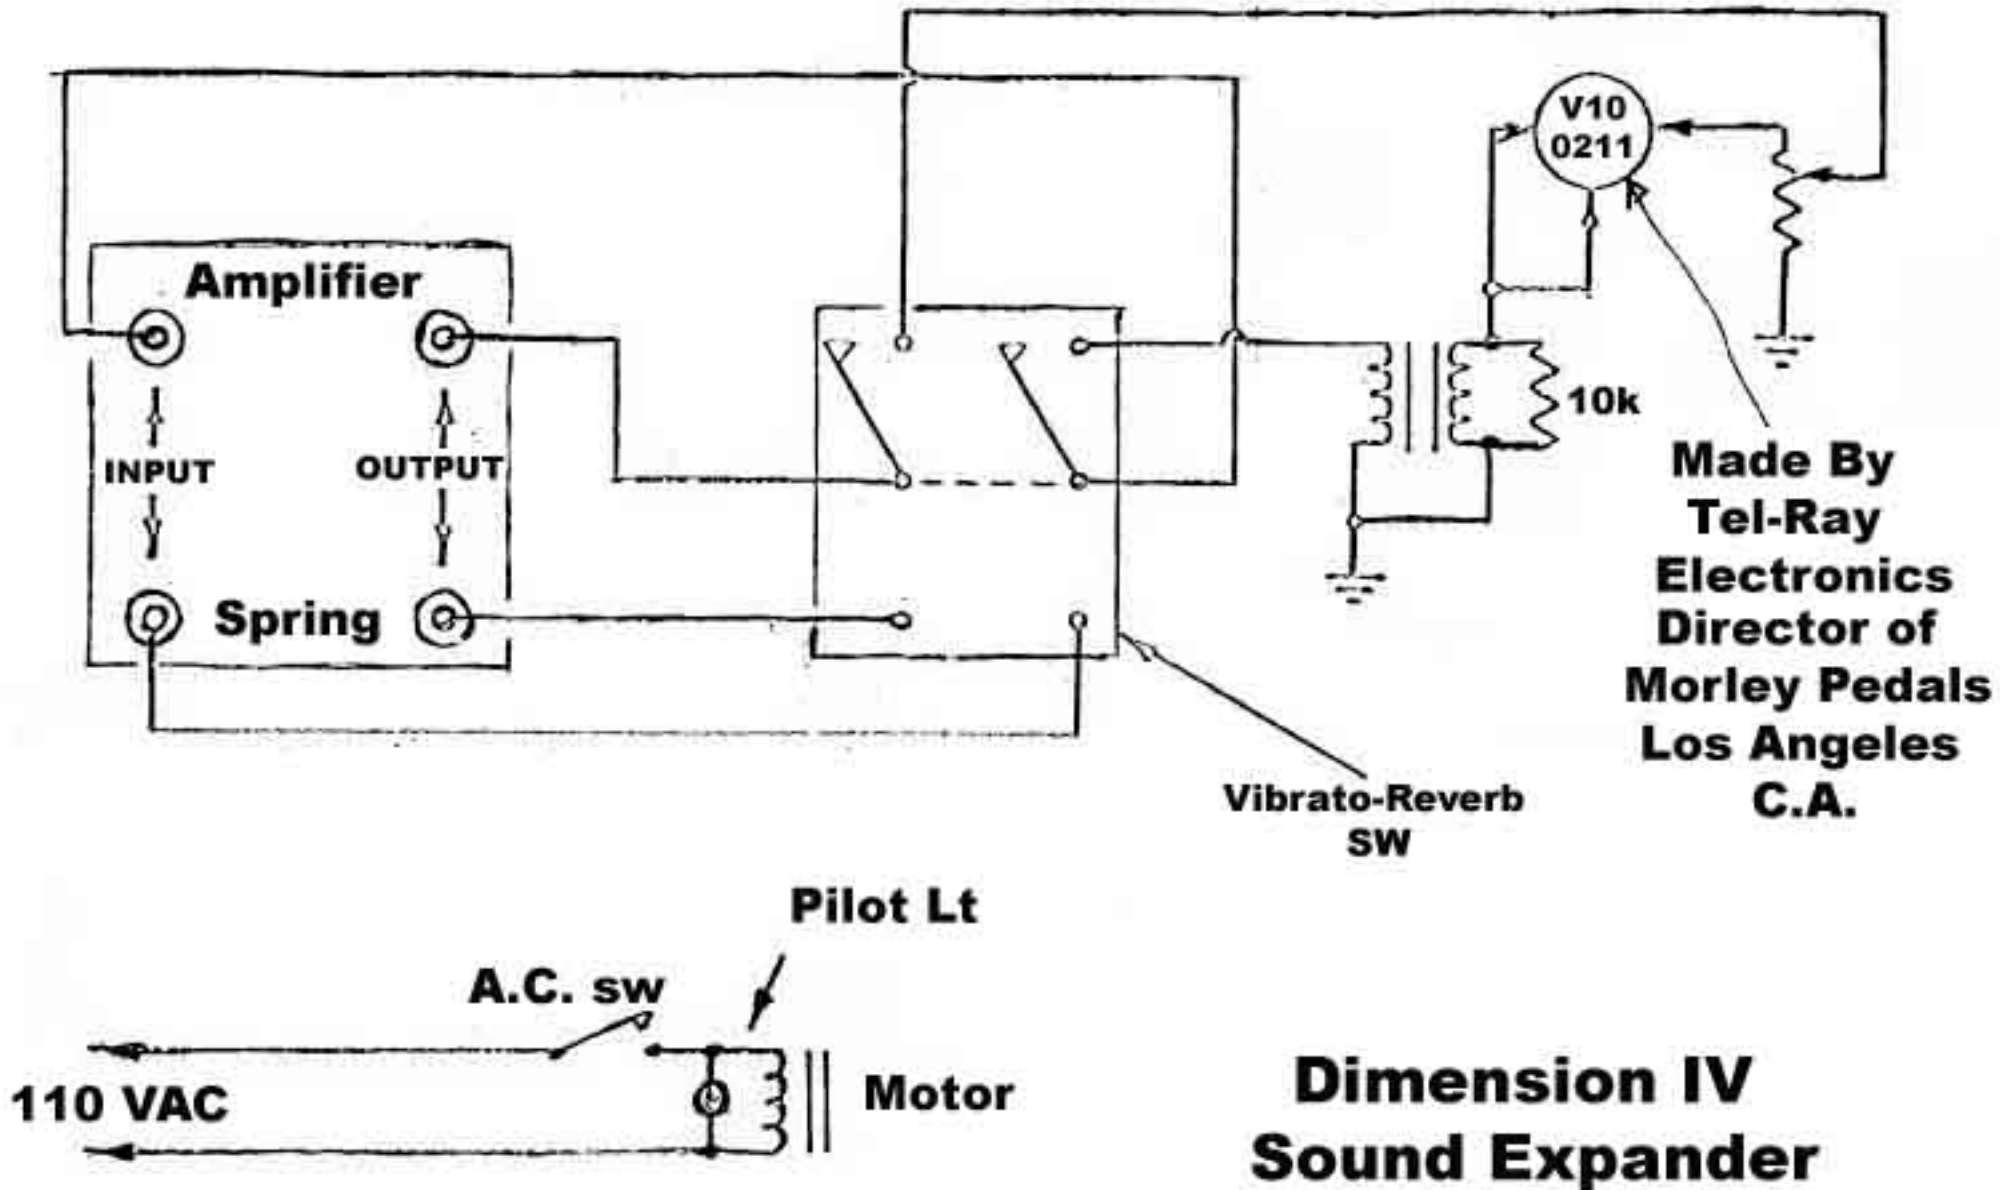 V10
0211
Amplifier
INPUT
OUTPUT
Spring
10k
Made By
Tel-Ray
Electronics
Director of
Morley Pedals
Los Angeles
C.A.
Vibrato-Reverb
SW
Pilot Lt
A.C. sw
110 VAC
Motor
Dimension IV
Sound Expander